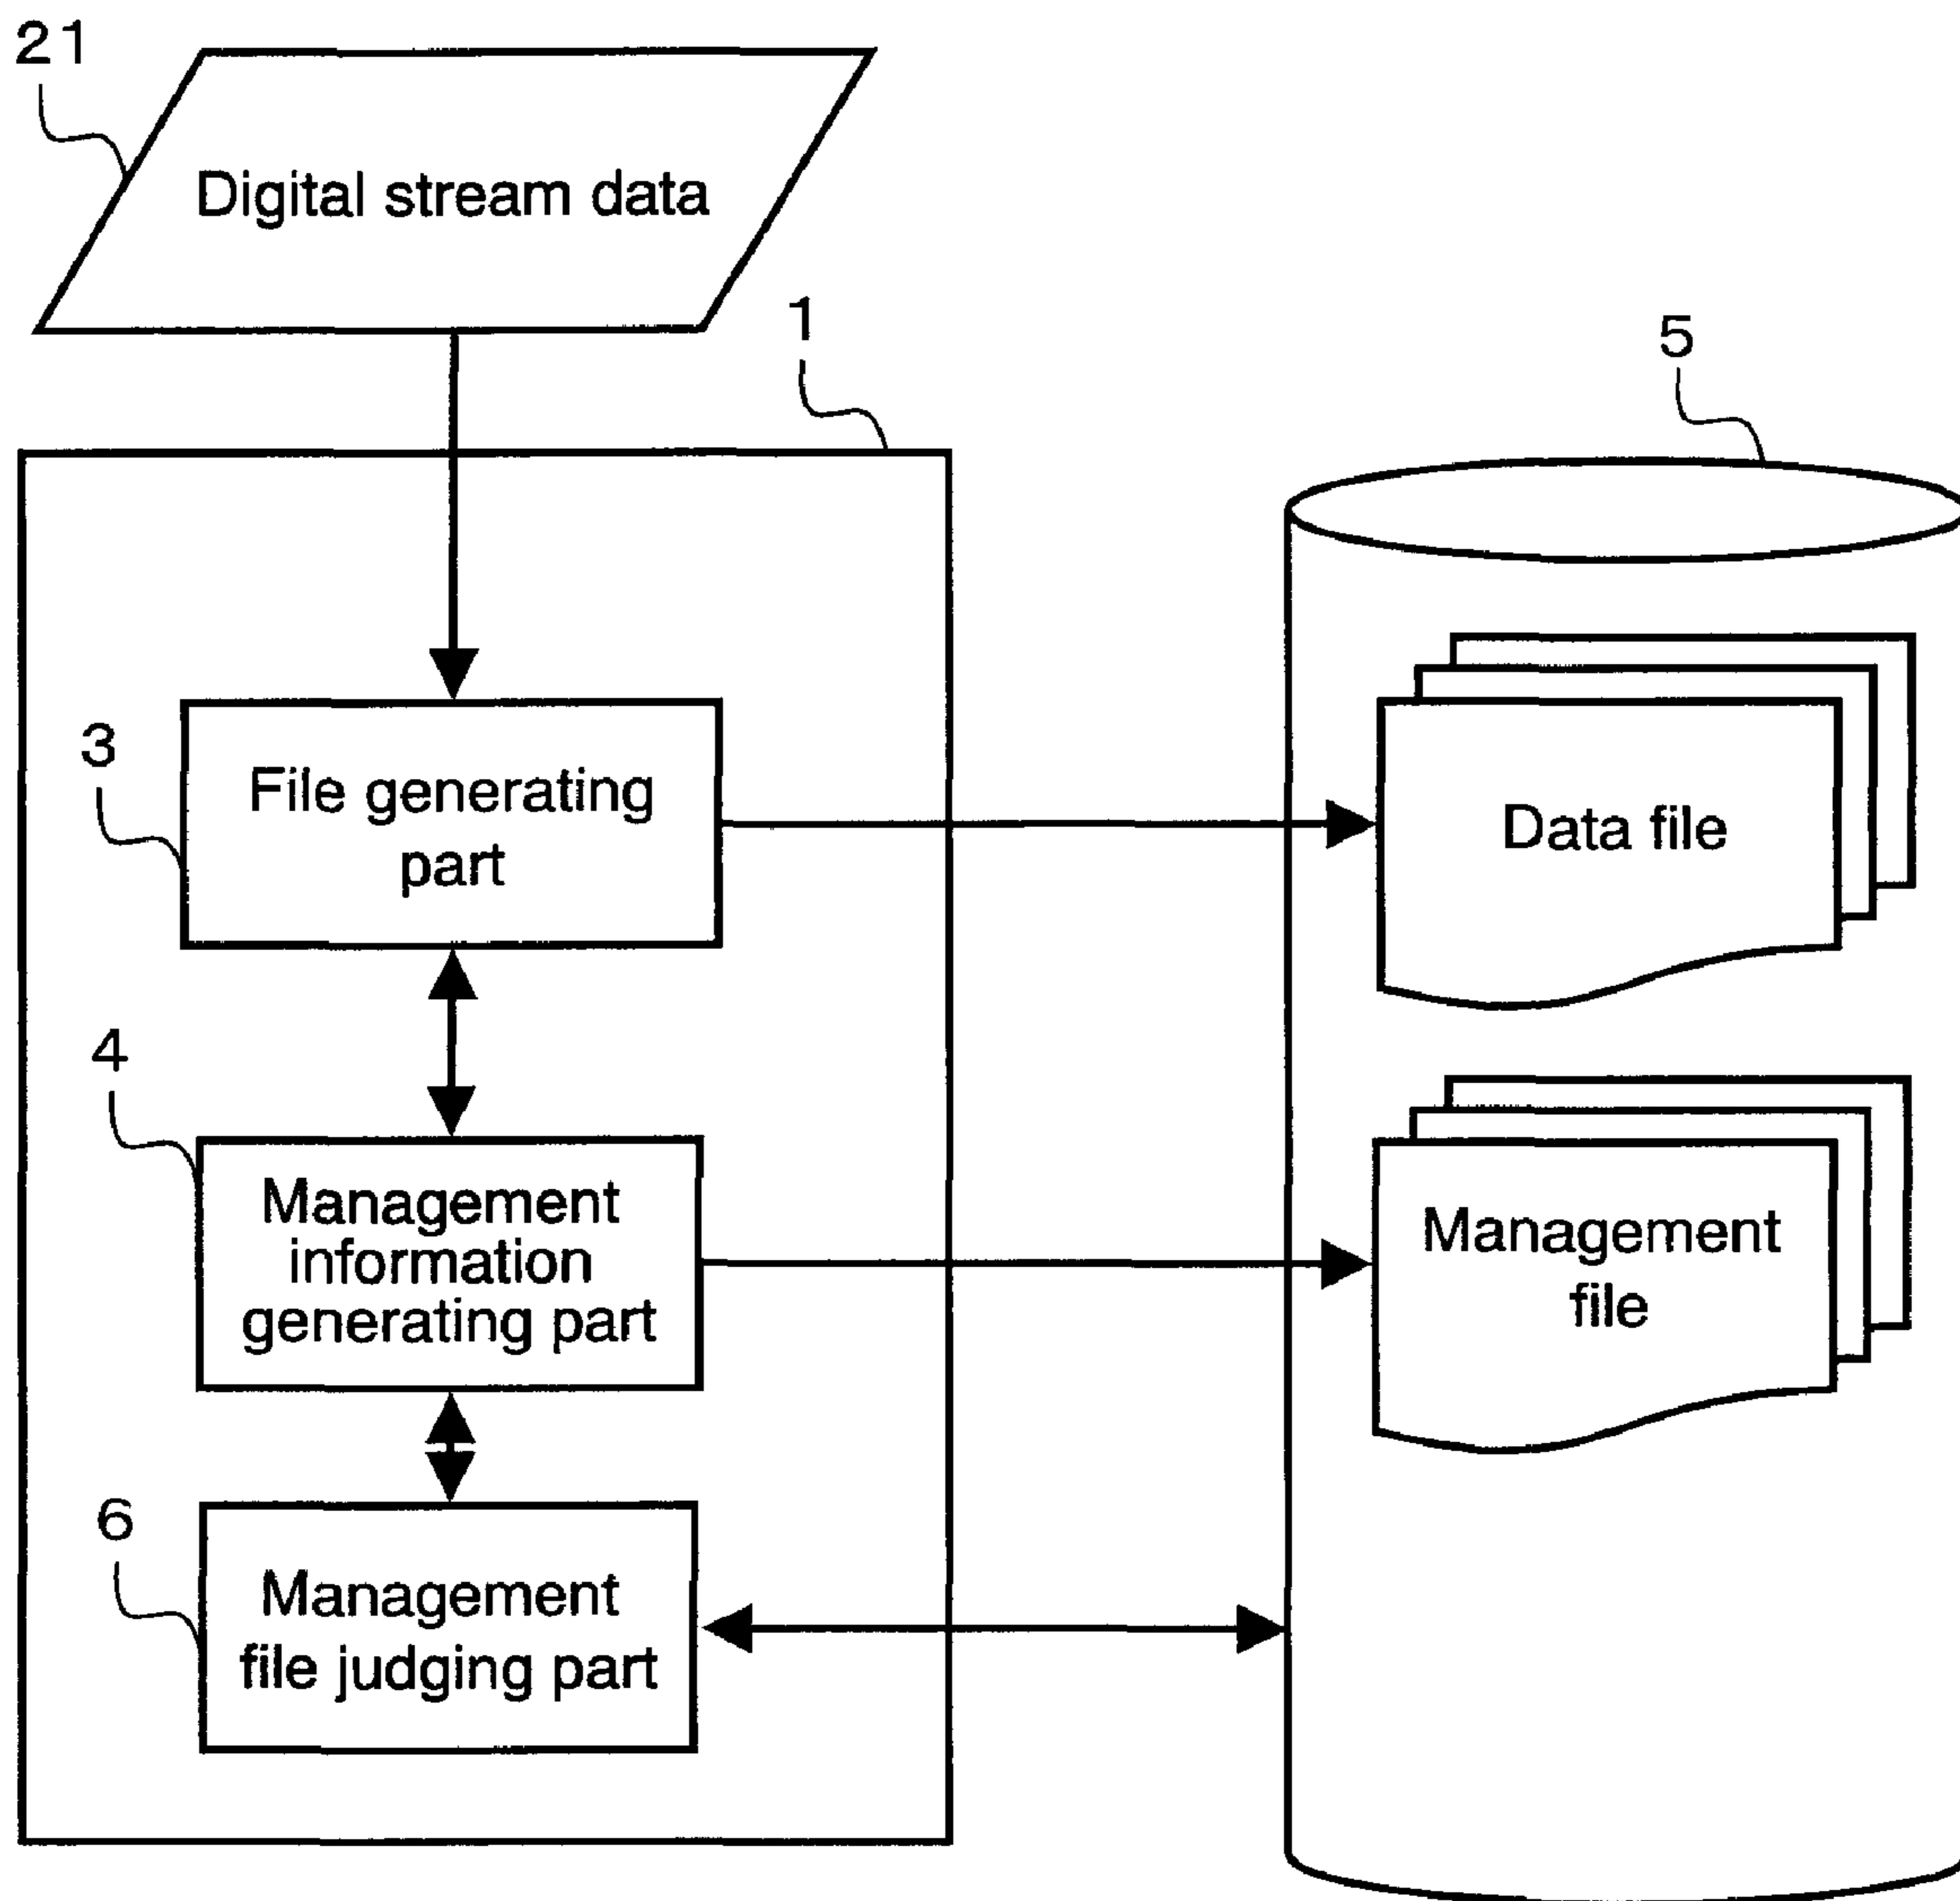 21
Digital stream data
1
5
3
File generating
part
Data file
4
Management
information
generating part
Management
file
6
Management
file judging part